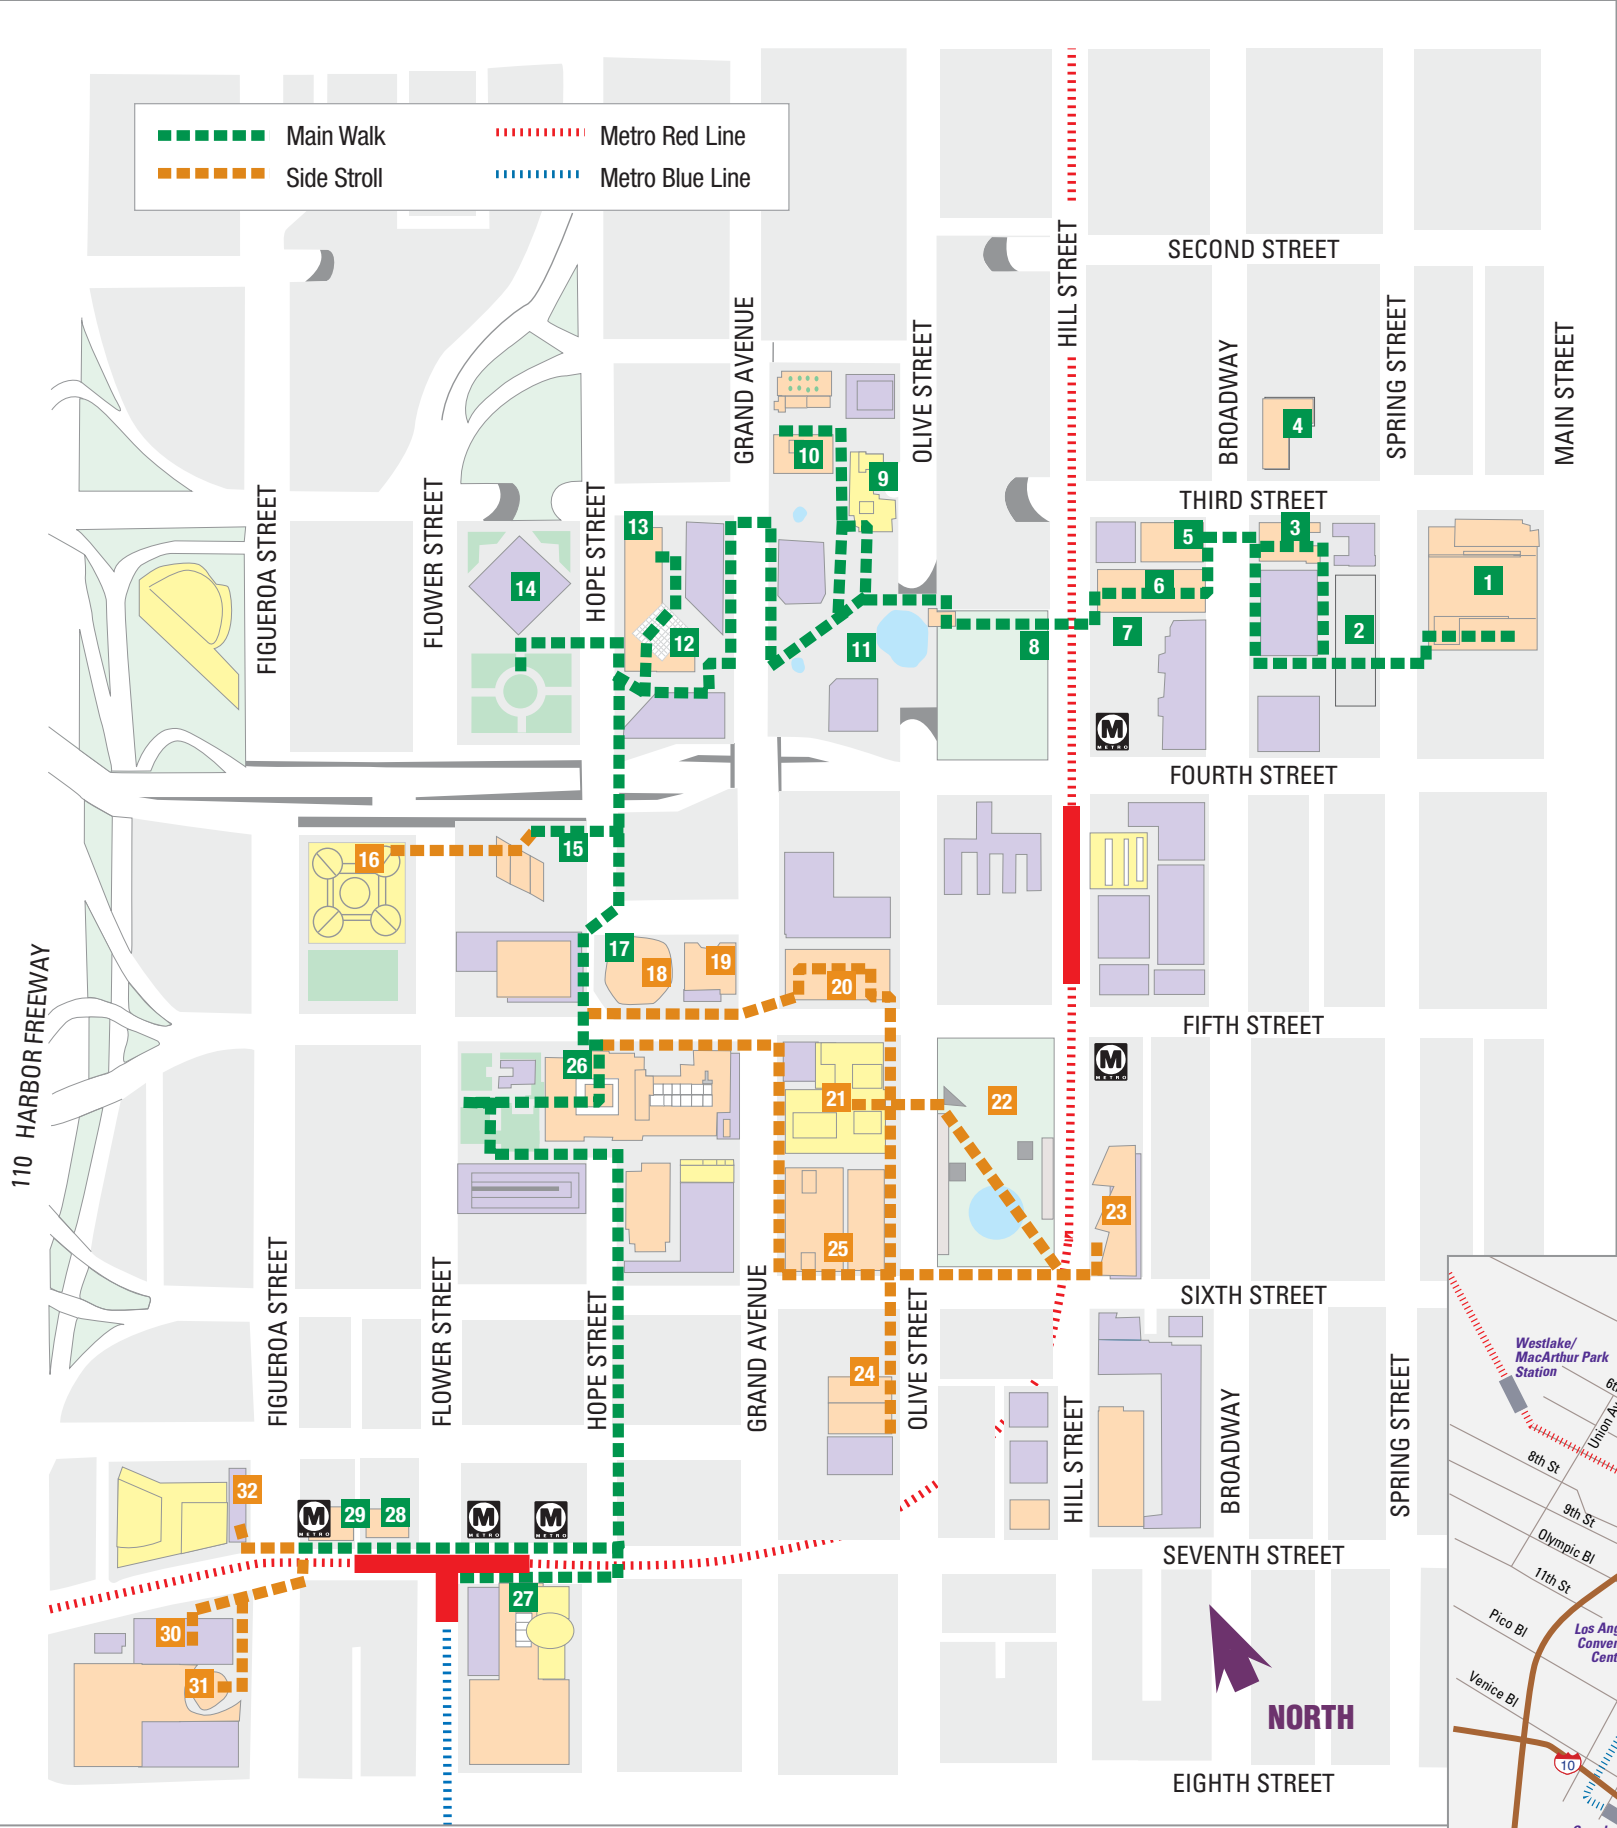 Main Walk
Side Stroll
Metro Red Line
Metro Blue Line
SECOND STREET
HILL STREET
GRAND AVENUE
OLIVE STREET
BROADWAY
SPRING STREET
MAIN STREET
4
10
9
THIRD STREET
FIGUEROA STREET
FLOWER STREET
HOPE STREET
13
5
3
14
6
1
12
11
8
7
2
M
METRO
FOURTH STREET
16
15
17
18
19
20
110 HARBOR FREEWAY
FIFTH STREET
26
M
METRO
21
22
23
25
SIXTH STREET
FIGUEROA STREET
FLOWER STREET
HOPE STREET
GRAND AVENUE
OLIVE STREET
HILL STREET
BROADWAY
SPRING STREET
24
32
M
METRO
29
28
M
METRO
M
METRO
SEVENTH STREET
27
30
31
NORTH
EIGHTH STREET
Westlake/
MacArthur Park
Station
8th St
9th St
Olympic Bl
11th St
Pico Bl
Venice Bl
10